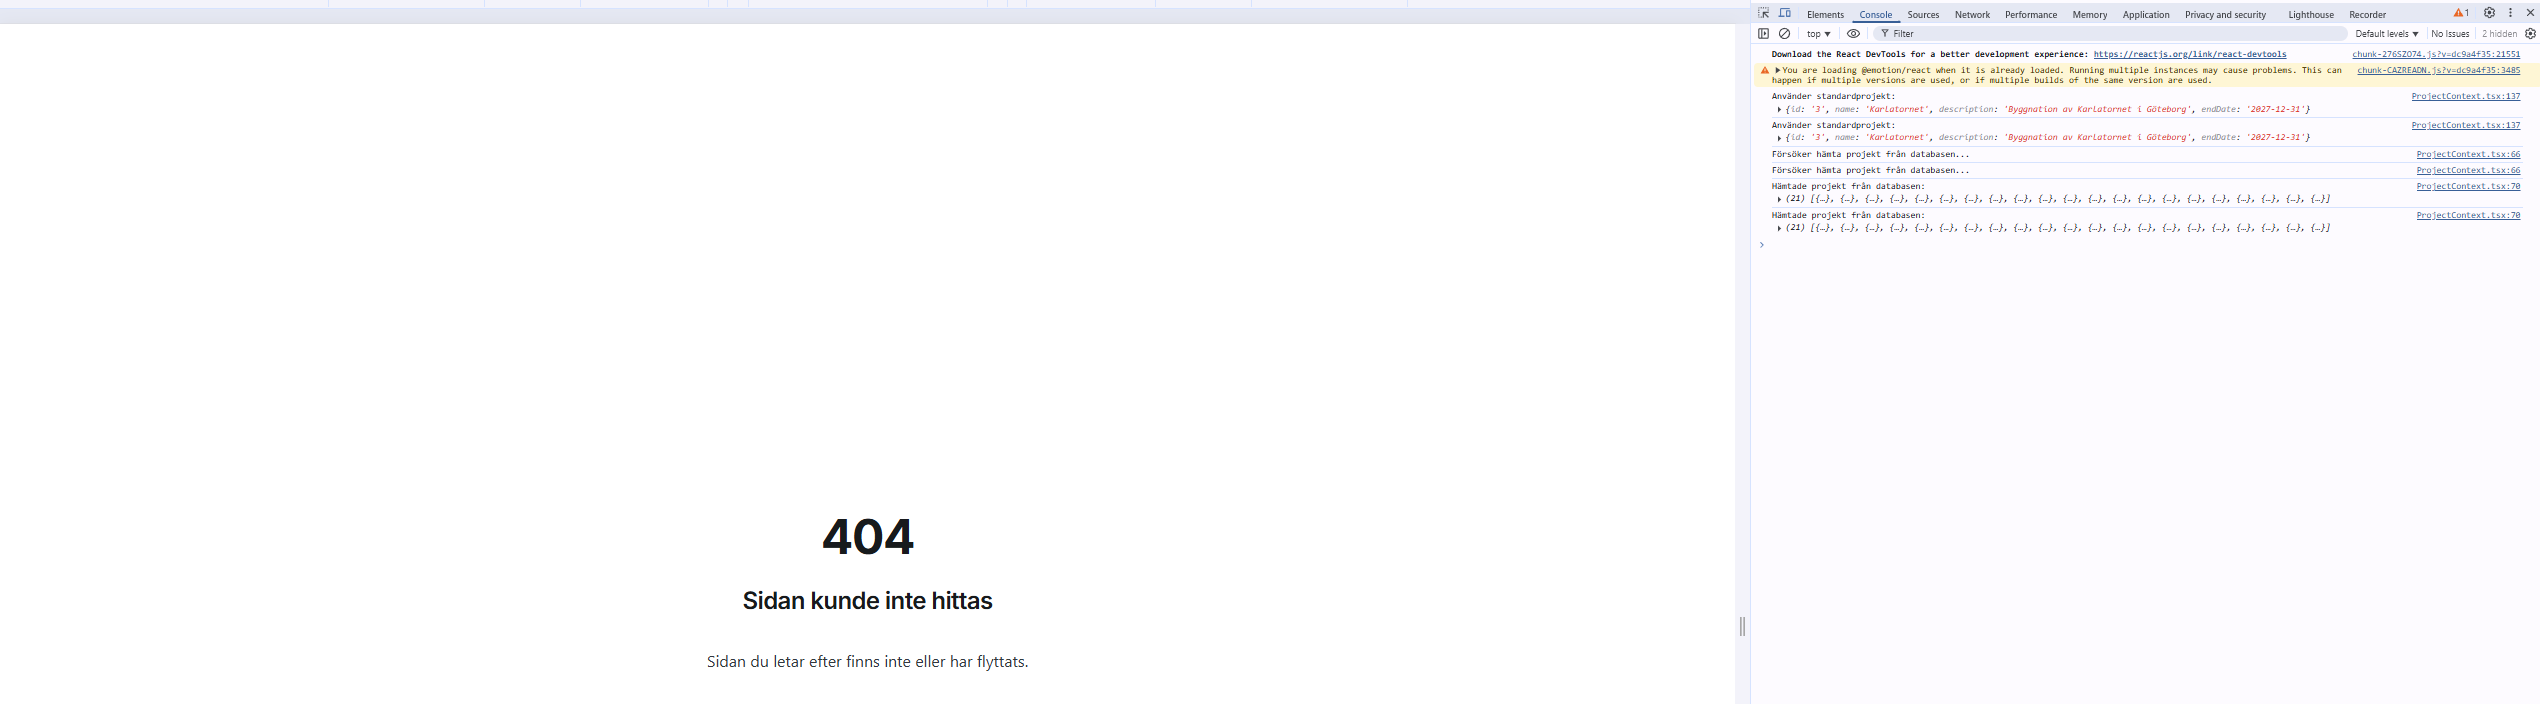 Elements Console Sources Network Performance Memory Application Privacy and security Lighthouse Recorder 1
top Filter Default levels No Issues 2 hidden
Download the React DevTools for a better development experience: https://reactjs.org/link/react-devtools chunk-276SZO74.js?v=dc9a4f35:21551
You are loading @emotion/react when it is already loaded. Running multiple instances may cause problems. This can chunk-CAZREADN.js?v=dc9a4f35:3485
happen if multiple versions are used, or if multiple builds of the same version are used.
Använder standardprojekt: ProjectContext.tsx:137
{id: '3', name: 'Karlatornet', description: 'Byggnation av Karlatornet i Göteborg', endDate: '2027-12-31'}
Använder standardprojekt: ProjectContext.tsx:137
{id: '3', name: 'Karlatornet', description: 'Byggnation av Karlatornet i Göteborg', endDate: '2027-12-31'}
Försöker hämta projekt från databasen... ProjectContext.tsx:66
Försöker hämta projekt från databasen... ProjectContext.tsx:66
Hämtade projekt från databasen: ProjectContext.tsx:70
(21) [{…}, {…}, {…}, {…}, {…}, {…}, {…}, {…}, {…}, {…}, {…}, {…}, {…}, {…}, {…}, {…}, {…}, {…}, {…}, {…}, {…}]
Hämtade projekt från databasen: ProjectContext.tsx:70
(21) [{…}, {…}, {…}, {…}, {…}, {…}, {…}, {…}, {…}, {…}, {…}, {…}, {…}, {…}, {…}, {…}, {…}, {…}, {…}, {…}, {…}]
404
Sidan kunde inte hittas
Sidan du letar efter finns inte eller har flyttats.